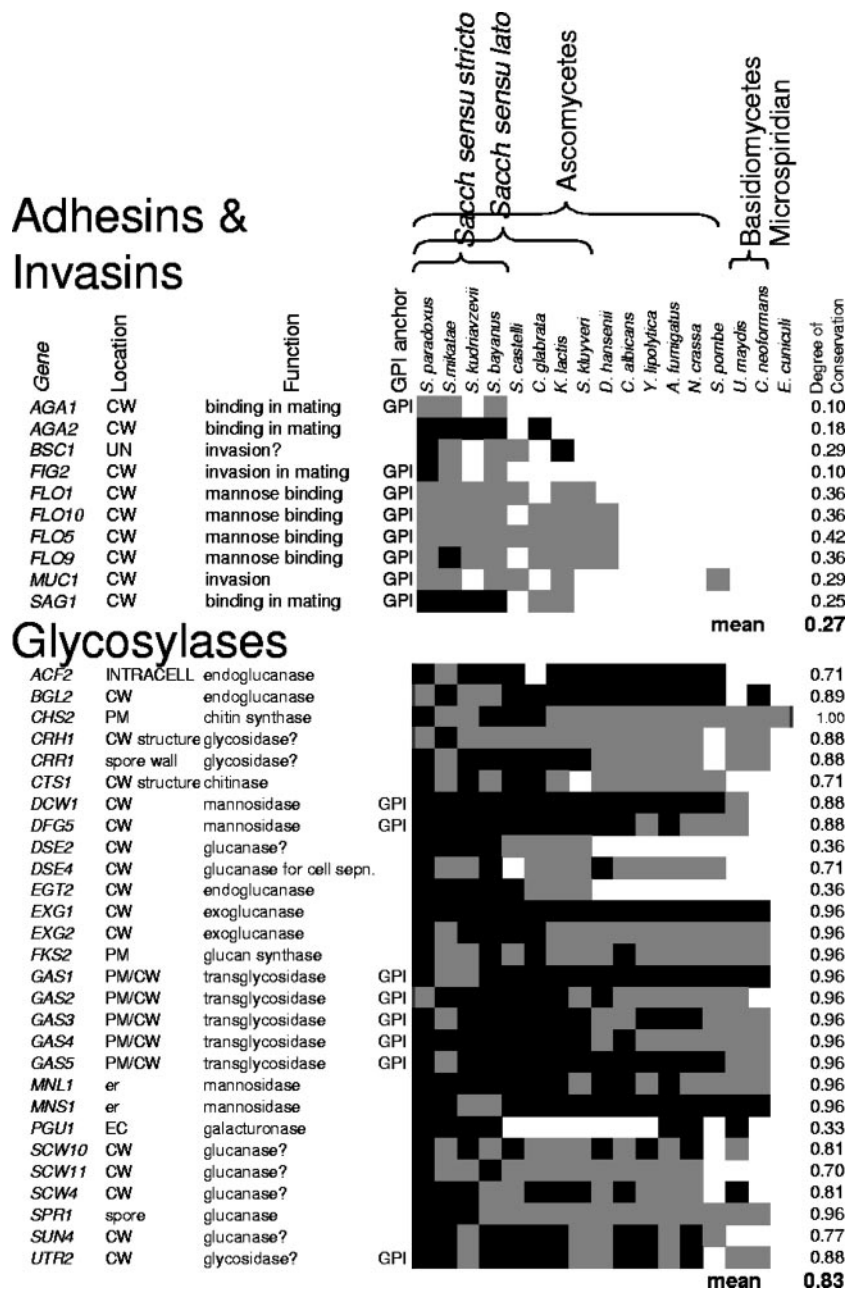 Sacch sensu stricto
Sacch sensu lato
Ascomycetes
Basidiomycetes
Microspiridian
Adhesins &
Invasins
Gene Location Function GPI anchor S. paradoxus S.mikatae S.kudriavzevii S. bayanus S. castelli C. glabrata K. lactis S. kluyveri D. hansenii C. albicans Y. lipolytica A. fumigatus N. crassa S. pombe U. maydis C. neoformans E. cuniculi Degree of Conservation
AGA1 CW binding in mating GPI 0.10
AGA2 CW binding in mating 0.18
BSC1 UN invasion? 0.29
FIG2 CW invasion in mating GPI 0.10
FLO1 CW mannose binding GPI 0.36
FLO10 CW mannose binding GPI 0.36
FLO5 CW mannose binding GPI 0.42
FLO9 CW mannose binding GPI 0.36
MUC1 CW invasion GPI 0.29
SAG1 CW binding in mating GPI 0.25
mean 0.27
Glycosylases
ACF2 INTRACELL endoglucanase 0.71
BGL2 CW endoglucanase 0.89
CHS2 PM chitin synthase 1.00
CRH1 CW structure glycosidase? 0.88
CRR1 spore wall glycosidase? 0.88
CTS1 CW structure chitinase 0.71
DCW1 CW mannosidase GPI 0.88
DFG5 CW mannosidase GPI 0.88
DSE2 CW glucanase? 0.36
DSE4 CW glucanase for cell sepn. 0.71
EGT2 CW endoglucanase 0.36
EXG1 CW exoglucanase 0.96
EXG2 CW exoglucanase 0.96
FKS2 PM glucan synthase 0.96
GAS1 PM/CW transglycosidase GPI 0.96
GAS2 PM/CW transglycosidase GPI 0.96
GAS3 PM/CW transglycosidase GPI 0.96
GAS4 PM/CW transglycosidase GPI 0.96
GAS5 PM/CW transglycosidase GPI 0.96
MNL1 er mannosidase 0.96
MNS1 er mannosidase 0.96
PGU1 EC galacturonase 0.33
SCW10 CW glucanase? 0.81
SCW11 CW glucanase? 0.70
SCW4 CW glucanase? 0.81
SPR1 spore glucanase 0.96
SUN4 CW glucanase? 0.77
UTR2 CW glycosidase? GPI 0.88
mean 0.83